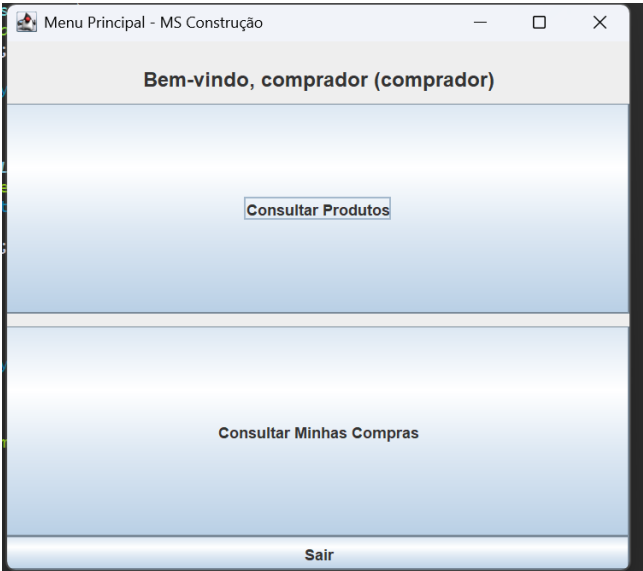 Menu Principal - MS Construção
Bem-vindo, comprador (comprador)
Consultar Produtos
Consultar Minhas Compras
Sair